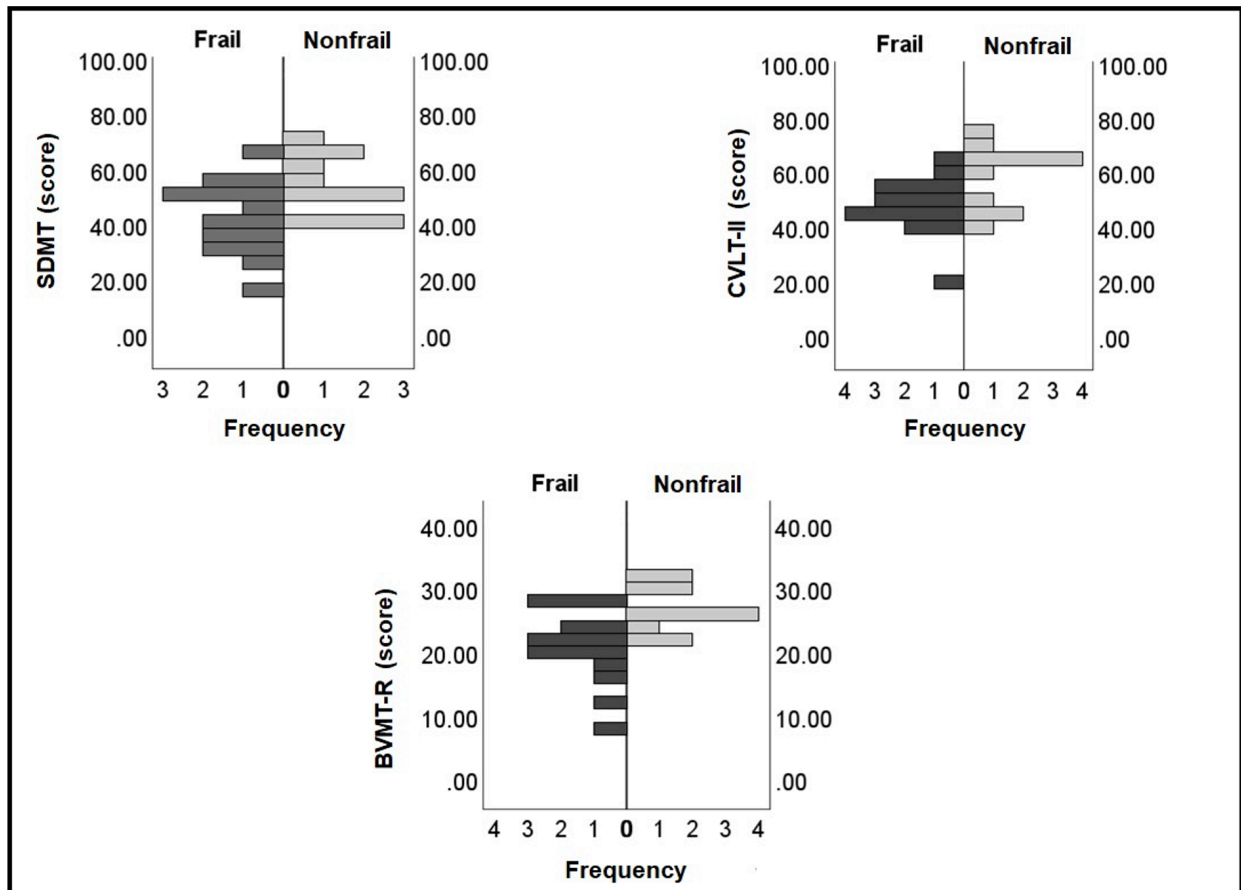 Frail Nonfrail
100.00 100.00
80.00 80.00
60.00 60.00
40.00 40.00
20.00 20.00
.00 .00
SDMT (score)
3 2 1 0 1 2 3
Frequency
Frail Nonfrail
100.00 100.00
80.00 80.00
60.00 60.00
40.00 40.00
20.00 20.00
.00 .00
CVLT-II (score)
4 3 2 1 0 1 2 3 4
Frequency
Frail Nonfrail
40.00 40.00
30.00 30.00
20.00 20.00
10.00 10.00
.00 .00
BVMT-R (score)
4 3 2 1 0 1 2 3 4
Frequency